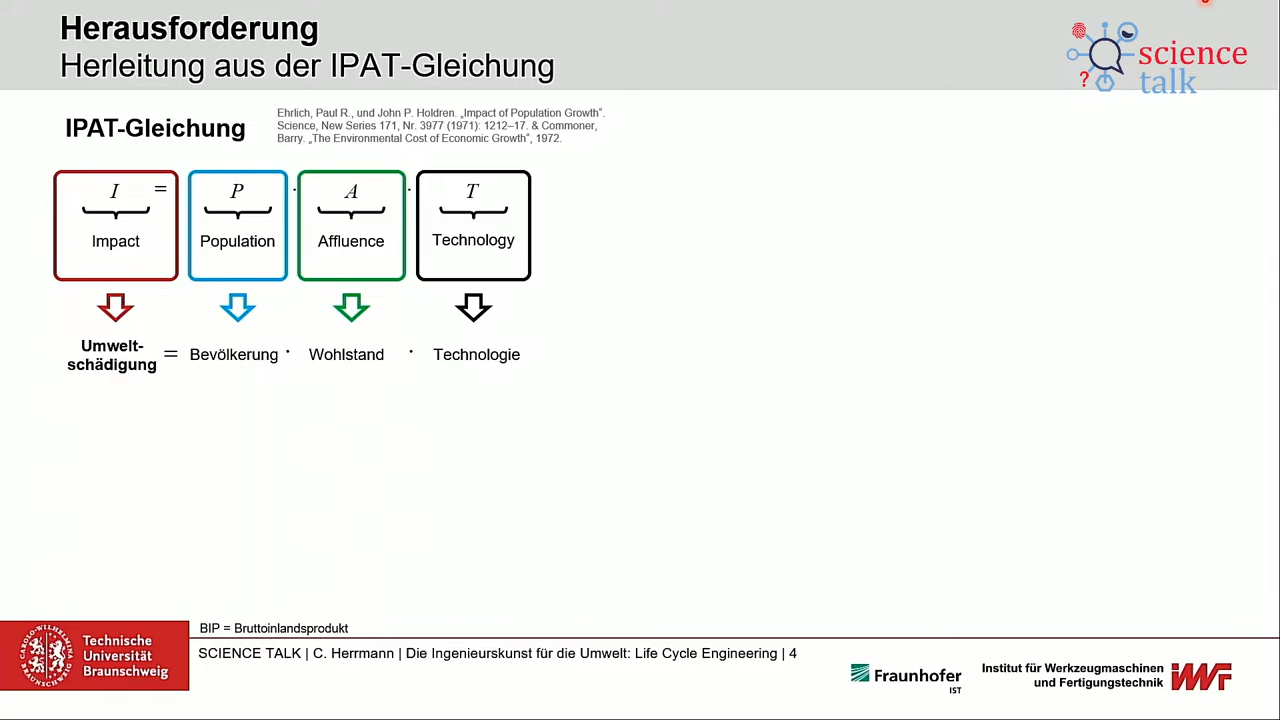 Herausforderung
Herleitung aus der IPAT-Gleichung
science
talk
?
IPAT-Gleichung
Ehrlich, Paul R., und John P. Holdren. „Impact of Population Growth“.
Science, New Series 171, Nr. 3977 (1971): 1212–17. & Commoner,
Barry. „The Environmental Cost of Economic Growth“, 1972.
I = P · A · T
Impact Population Affluence Technology
Umwelt-
schädigung = Bevölkerung · Wohlstand · Technologie
BIP = Bruttoinlandsprodukt
SCIENCE TALK | C. Herrmann | Die Ingenieurskunst für die Umwelt: Life Cycle Engineering | 4
Technische
Universität
Braunschweig
Fraunhofer
IST
Institut für Werkzeugmaschinen
und Fertigungstechnik
IWF